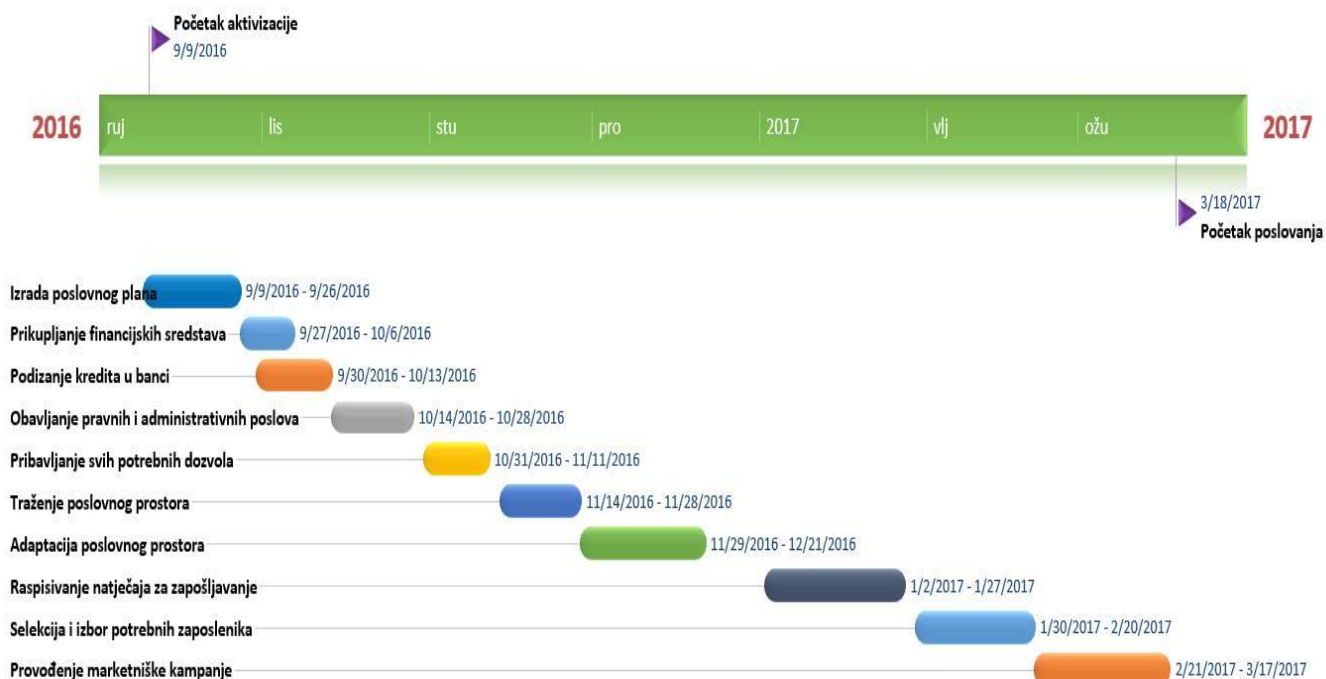 Početak aktivizacije
9/9/2016
2016 ruj lis stu pro 2017 vlj ožu 2017
3/18/2017
Početak poslovanja
Izrada poslovnog plana 9/9/2016 - 9/26/2016
Prikupljanje financijskih sredstava 9/27/2016 - 10/6/2016
Podizanje kredita u banci 9/30/2016 - 10/13/2016
Obavljanje pravnih i administrativnih poslova 10/14/2016 - 10/28/2016
Pribavljanje svih potrebnih dozvola 10/31/2016 - 11/11/2016
Traženje poslovnog prostora 11/14/2016 - 11/28/2016
Adaptacija poslovnog prostora 11/29/2016 - 12/21/2016
Raspisivanje natječaja za zapošljavanje 1/2/2017 - 1/27/2017
Selekcija i izbor potrebnih zaposlenika 1/30/2017 - 2/20/2017
Provođenje marketniške kampanje 2/21/2017 - 3/17/2017